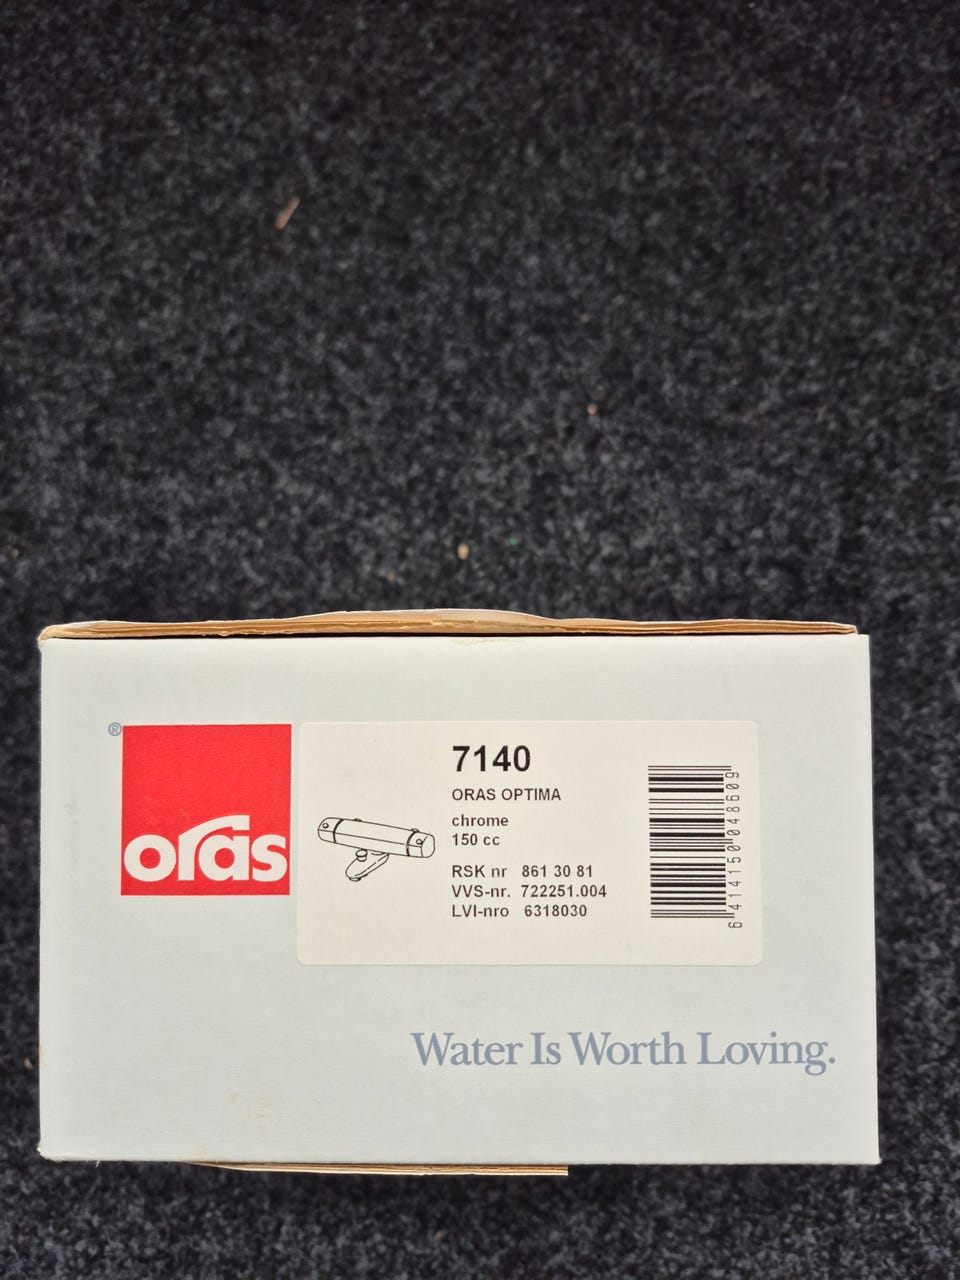 ®
oras
7140
ORAS OPTIMA
chrome
150 cc
RSK nr 861 30 81
VVS-nr. 722251.004
LVI-nro 6318030
6 414150 048609
Water Is Worth Loving.